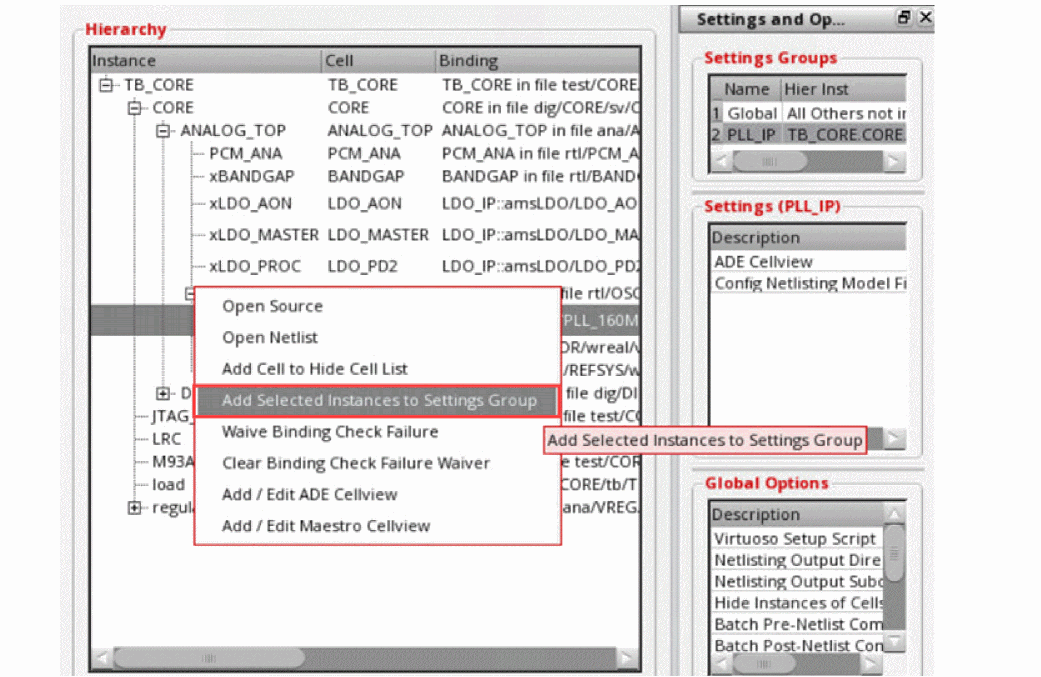 Hierarchy
Instance Cell Binding
TB_CORE TB_CORE TB_CORE in file test/CORE
CORE CORE CORE in file dig/CORE/sv/C
ANALOG_TOP ANALOG_TOP ANALOG_TOP in file ana/A
PCM_ANA PCM_ANA PCM_ANA in file rtl/PCM_A
xBANDGAP BANDGAP BANDGAP in file rtl/BAND
xLDO_AON LDO_AON LDO_IP::amsLDO/LDO_AO
xLDO_MASTER LDO_MASTER LDO_IP::amsLDO/LDO_MA
xLDO_PROC LDO_PD2 LDO_IP::amsLDO/LDO_PD2
file rtl/OSC
/PLL_160M
OR/wreal/v
/REFSYS/w
D file dig/DI
JTAG_ file test/CO
LRC
M93A e test/COR
load CORE/tb/T
regul ana/VREG.
Open Source
Open Netlist
Add Cell to Hide Cell List
Add Selected Instances to Settings Group
Waive Binding Check Failure
Clear Binding Check Failure Waiver
Add / Edit ADE Cellview
Add / Edit Maestro Cellview
Add Selected Instances to Settings Group
Settings and Op...
Settings Groups
Name Hier Inst
1 Global All Others not in
2 PLL_IP TB_CORE.CORE
Settings (PLL_IP)
Description
ADE Cellview
Config Netlisting Model Fi
Global Options
Description
Virtuoso Setup Script
Netlisting Output Dire
Netlisting Output Subd
Hide Instances of Cells
Batch Pre-Netlist Com
Batch Post-Netlist Con